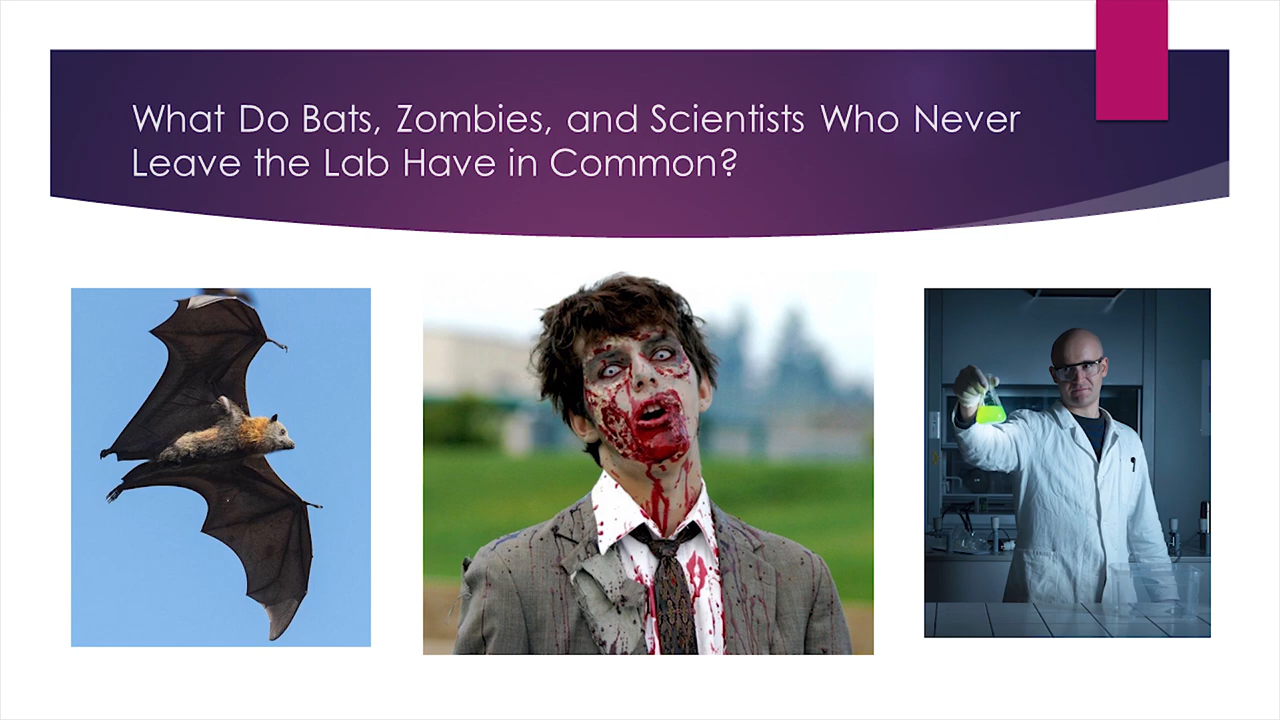 What Do Bats, Zombies, and Scientists Who Never
Leave the Lab Have in Common?